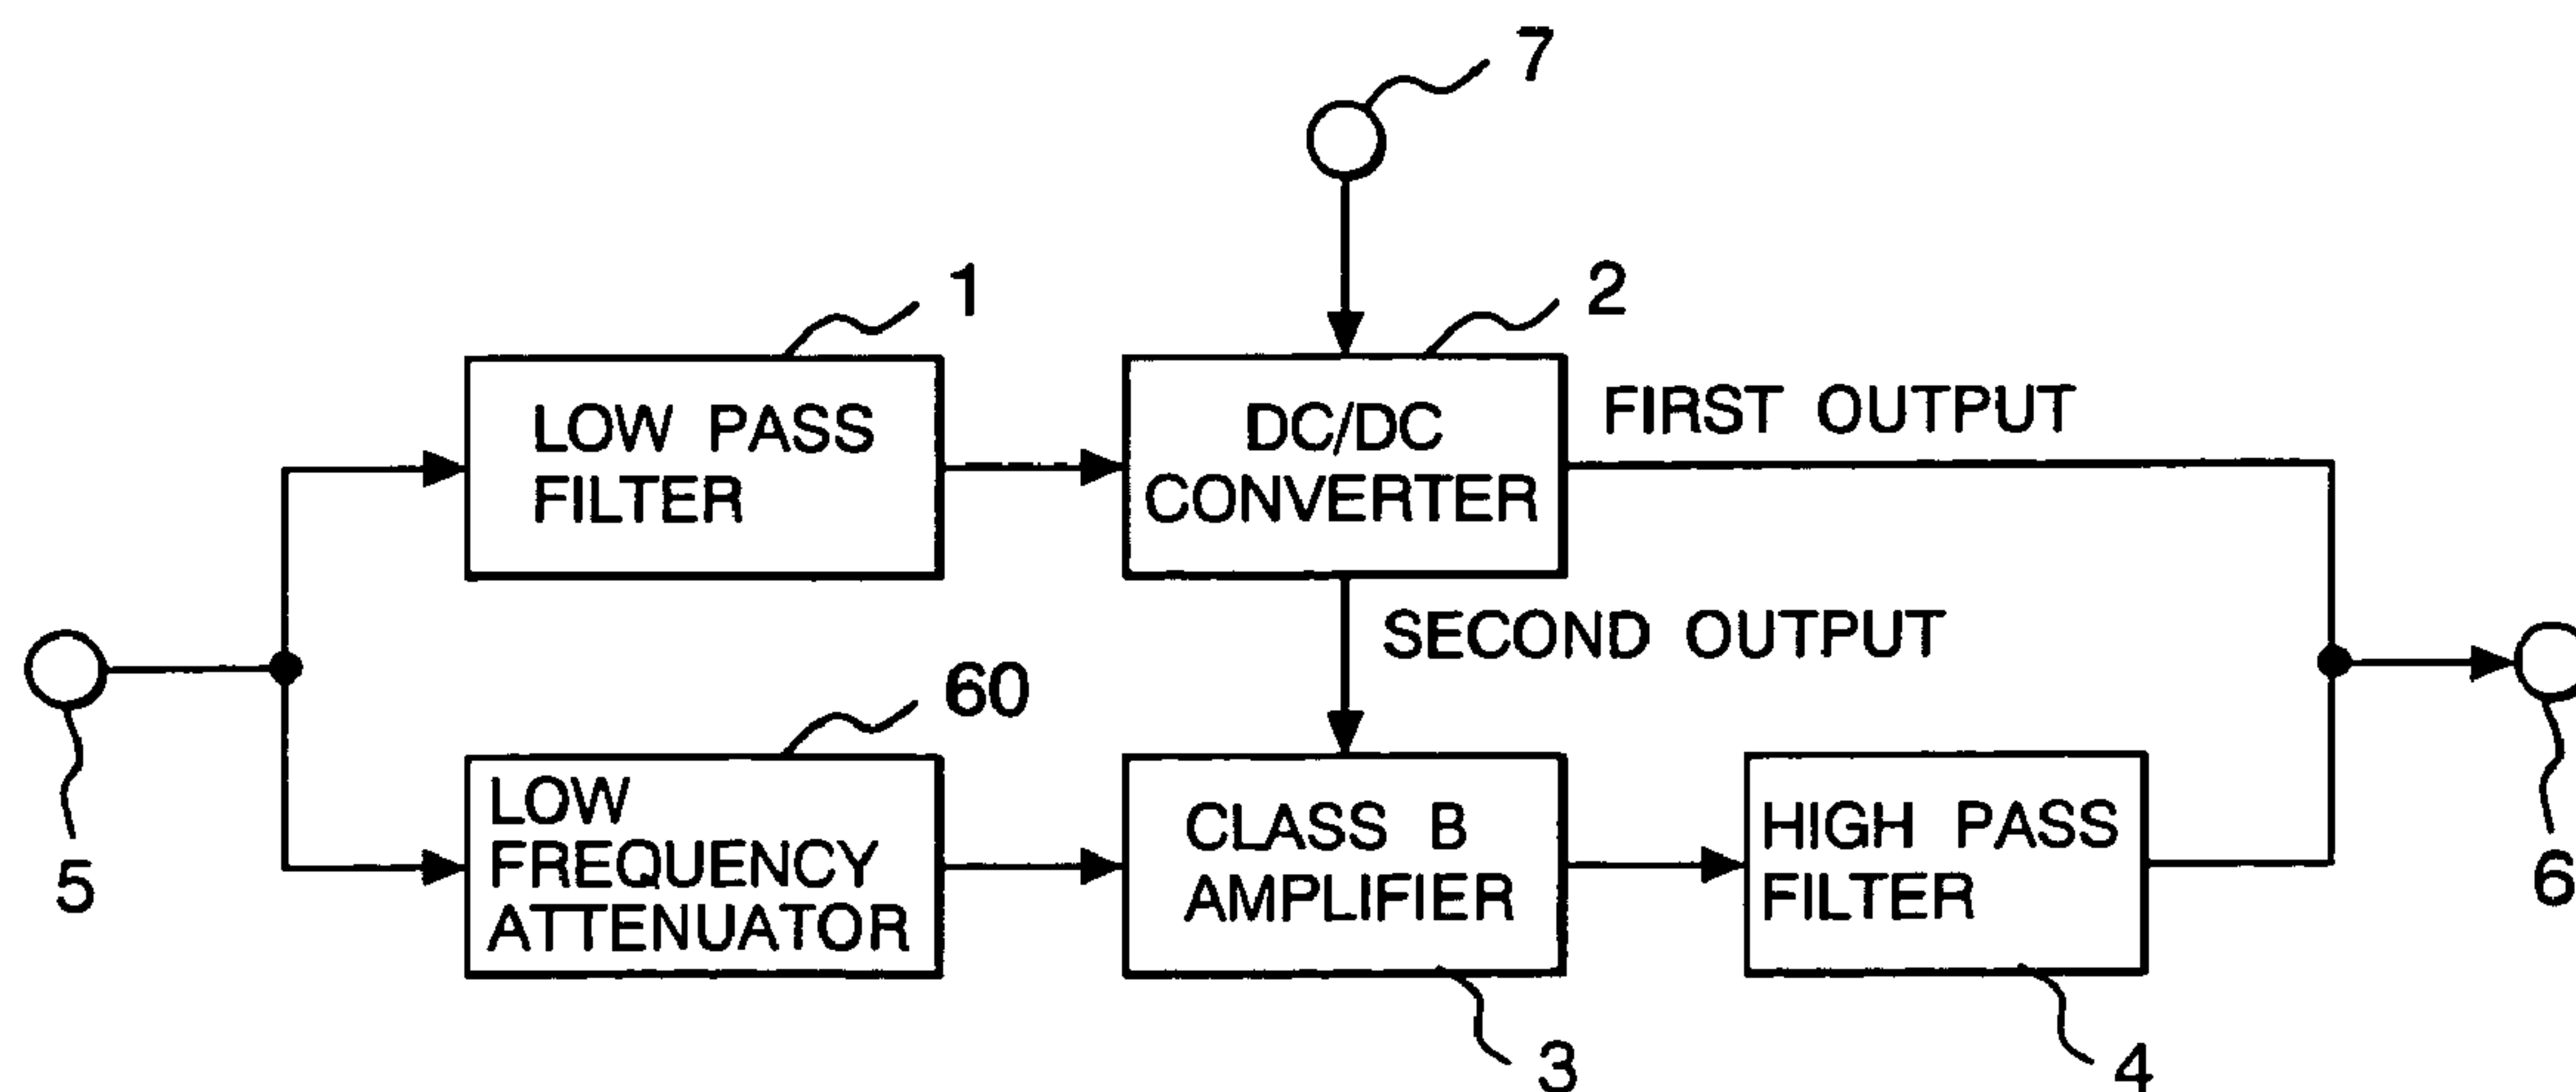 7
1
2
LOW PASS
FILTER
DC/DC
CONVERTER
FIRST OUTPUT
SECOND OUTPUT
60
5
LOW
FREQUENCY
ATTENUATOR
CLASS B
AMPLIFIER
HIGH PASS
FILTER
6
3
4